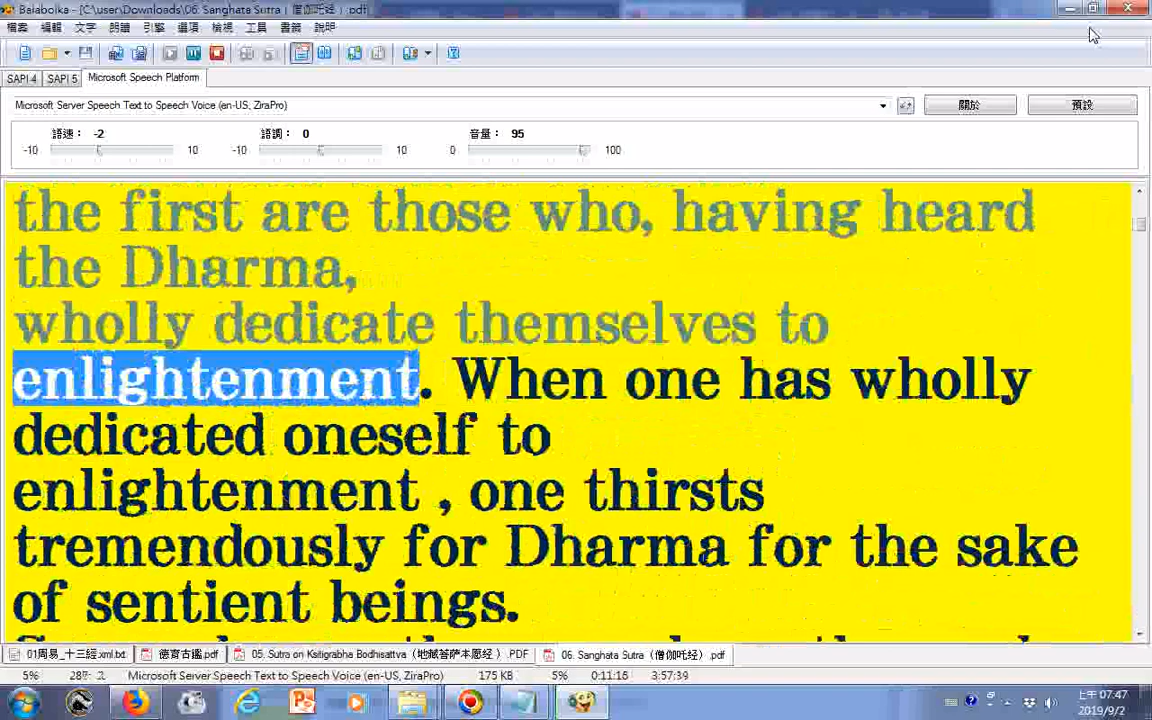 Balabolka - [C:\user\Downloads\06. Sanghata Sutra (僧伽吒经).pdf]
檔案 編輯 文字 朗讀 引擎 選項 檢視 工具 書籤 說明
SAPI 4 SAPI 5 Microsoft Speech Platform
Microsoft Server Speech Text to Speech Voice (en-US, ZiraPro) 關於 預設
語速： -2 語調： 0 音量： 95
-10 10 -10 10 0 100
the first are those who, having heard
the Dharma,
wholly dedicate themselves to
enlightenment. When one has wholly
dedicated oneself to
enlightenment , one thirsts
tremendously for Dharma for the sake
of sentient beings.
01周易_十三經.xml.txt 德育古鑑.pdf 05. Sutra on Ksitigrabha Bodhisattva (地藏菩萨本愿经) .PDF 06. Sanghata Sutra (僧伽吒经) .pdf
5% Microsoft Server Speech Text to Speech Voice (en-US, ZiraPro) 175 KB 5% 0:11:16 3:57:39
上午 07:47
2019/9/2